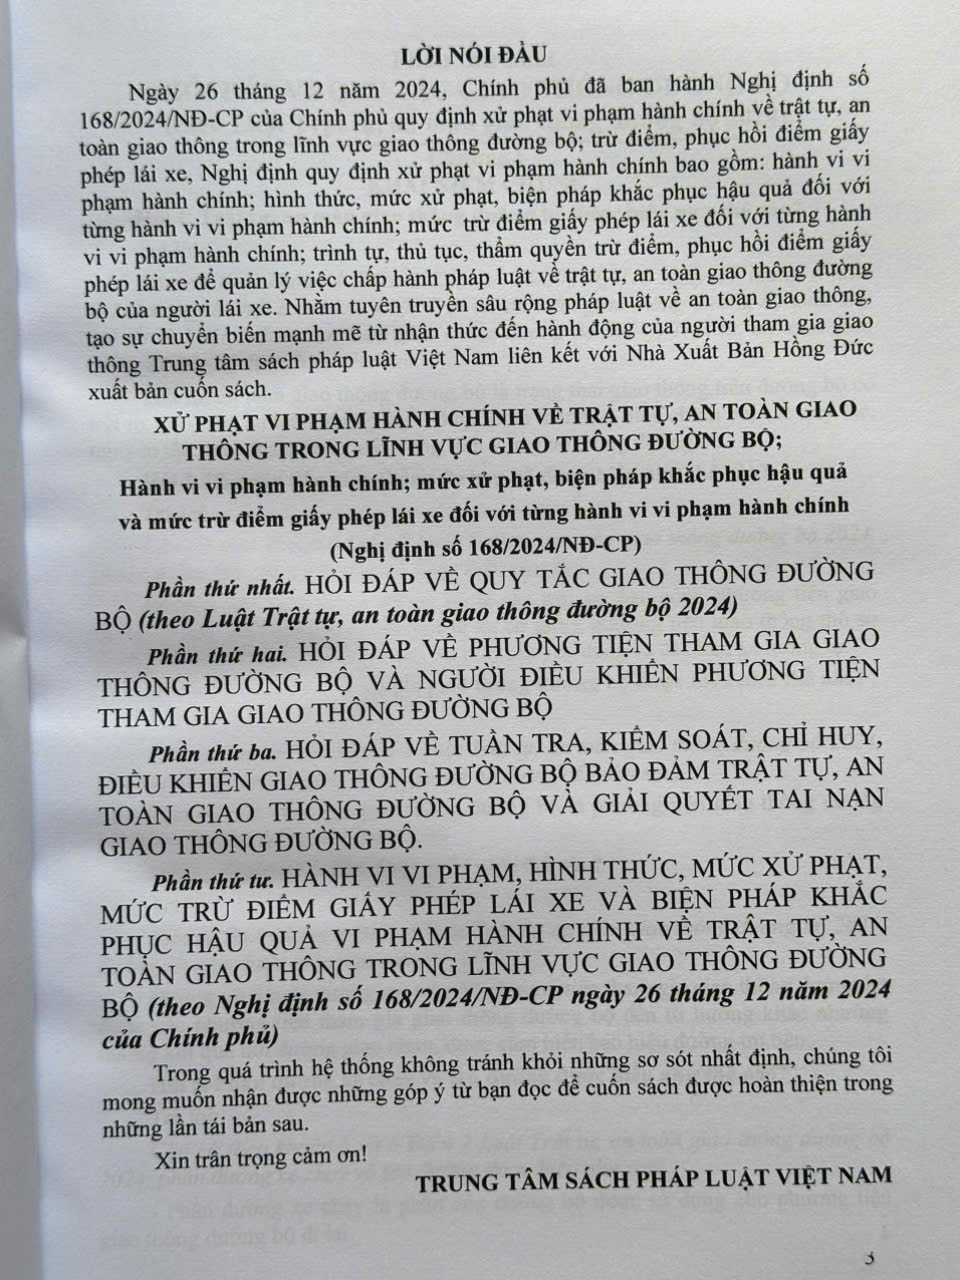 LỜI NÓI ĐẦU
Ngày 26 tháng 12 năm 2024, Chính phủ đã ban hành Nghị định số
168/2024/NĐ-CP của Chính phủ quy định xử phạt vi phạm hành chính về trật tự, an
toàn giao thông trong lĩnh vực giao thông đường bộ; trừ điểm, phục hồi điểm giấy
phép lái xe, Nghị định quy định xử phạt vi phạm hành chính bao gồm: hành vi vi
phạm hành chính; hình thức, mức xử phạt, biện pháp khắc phục hậu quả đối với
từng hành vi vi phạm hành chính; mức trừ điểm giấy phép lái xe đối với từng hành
vi vi phạm hành chính; trình tự, thủ tục, thẩm quyền trừ điểm, phục hồi điểm giấy
phép lái xe để quản lý việc chấp hành pháp luật về trật tự, an toàn giao thông đường
bộ của người lái xe. Nhằm tuyên truyền sâu rộng pháp luật về an toàn giao thông,
tạo sự chuyển biến mạnh mẽ từ nhận thức đến hành động của người tham gia giao
thông Trung tâm sách pháp luật Việt Nam liên kết với Nhà Xuất Bản Hồng Đức
xuất bản cuốn sách.
XỬ PHẠT VI PHẠM HÀNH CHÍNH VỀ TRẬT TỰ, AN TOÀN GIAO
THÔNG TRONG LĨNH VỰC GIAO THÔNG ĐƯỜNG BỘ;
Hành vi vi phạm hành chính; mức xử phạt, biện pháp khắc phục hậu quả
và mức trừ điểm giấy phép lái xe đối với từng hành vi vi phạm hành chính
(Nghị định số 168/2024/NĐ-CP)
Phần thứ nhất. HỎI ĐÁP VỀ QUY TẮC GIAO THÔNG ĐƯỜNG
BỘ (theo Luật Trật tự, an toàn giao thông đường bộ 2024)
Phần thứ hai. HỎI ĐÁP VỀ PHƯƠNG TIỆN THAM GIA GIAO
THÔNG ĐƯỜNG BỘ VÀ NGƯỜI ĐIỀU KHIỂN PHƯƠNG TIỆN
THAM GIA GIAO THÔNG ĐƯỜNG BỘ
Phần thứ ba. HỎI ĐÁP VỀ TUẦN TRA, KIỂM SOÁT, CHỈ HUY,
ĐIỀU KHIỂN GIAO THÔNG ĐƯỜNG BỘ BẢO ĐẢM TRẬT TỰ, AN
TOÀN GIAO THÔNG ĐƯỜNG BỘ VÀ GIẢI QUYẾT TAI NẠN
GIAO THÔNG ĐƯỜNG BỘ.
Phần thứ tư. HÀNH VI VI PHẠM, HÌNH THỨC, MỨC XỬ PHẠT,
MỨC TRỪ ĐIỂM GIẤY PHÉP LÁI XE VÀ BIỆN PHÁP KHẮC
PHỤC HẬU QUẢ VI PHẠM HÀNH CHÍNH VỀ TRẬT TỰ, AN
TOÀN GIAO THÔNG TRONG LĨNH VỰC GIAO THÔNG ĐƯỜNG
BỘ (theo Nghị định số 168/2024/NĐ-CP ngày 26 tháng 12 năm 2024
của Chính phủ)
Trong quá trình hệ thống không tránh khỏi những sơ sót nhất định, chúng tôi
mong muốn nhận được những góp ý từ bạn đọc để cuốn sách được hoàn thiện trong
những lần tái bản sau.
Xin trân trọng cảm ơn!
TRUNG TÂM SÁCH PHÁP LUẬT VIỆT NAM
3